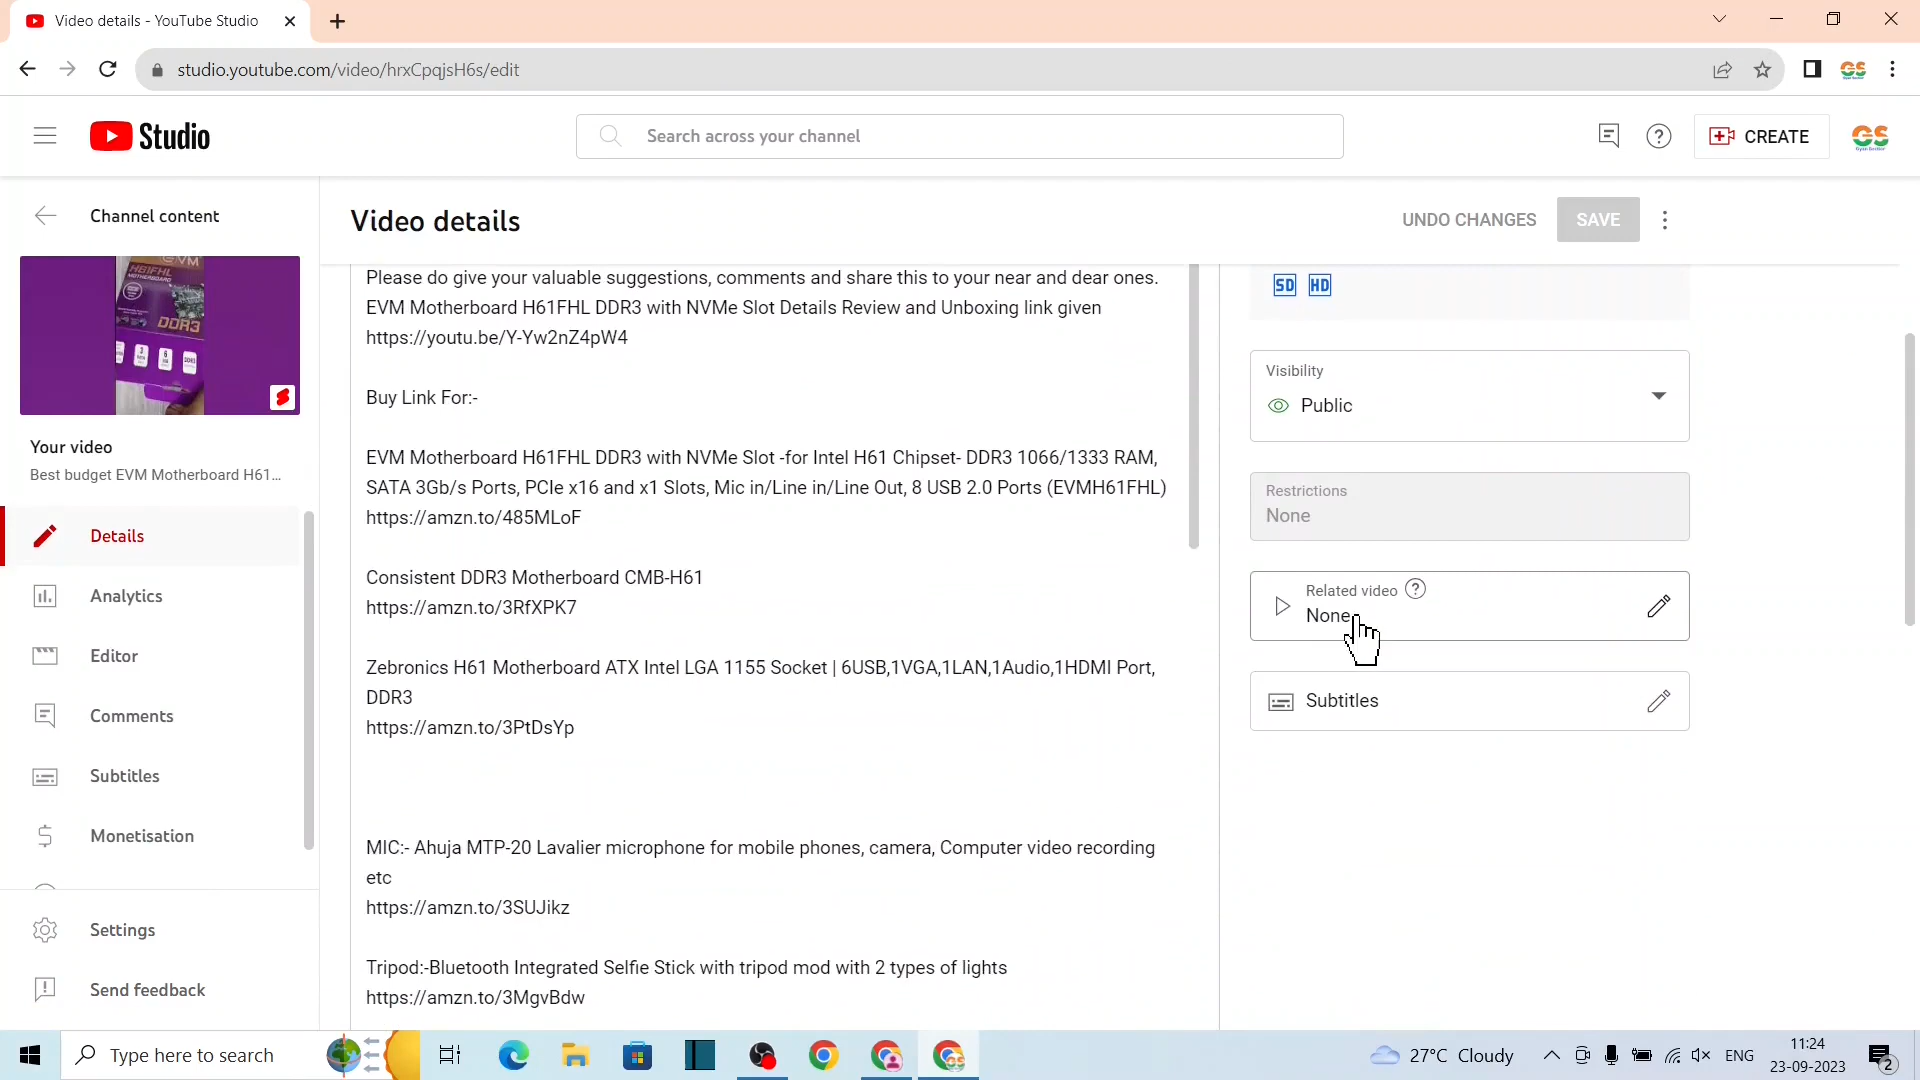 Video details - YouTube Studio
studio.youtube.com/video/hrxCpqjsH6s/edit
GS
Studio
Search across your channel
CREATE
GS
Channel content
Video details
UNDO CHANGES
SAVE
EVM
H61FHL
MOTHERBOARD
DDR3
Your video
Best budget EVM Motherboard H61...
Details
Analytics
Editor
Comments
Subtitles
Monetisation
Settings
Send feedback
Please do give your valuable suggestions, comments and share this to your near and dear ones.
EVM Motherboard H61FHL DDR3 with NVMe Slot Details Review and Unboxing link given
https://youtu.be/Y-Yw2nZ4pW4
Buy Link For:-
EVM Motherboard H61FHL DDR3 with NVMe Slot -for Intel H61 Chipset- DDR3 1066/1333 RAM,
SATA 3Gb/s Ports, PCIe x16 and x1 Slots, Mic in/Line in/Line Out, 8 USB 2.0 Ports (EVMH61FHL)
https://amzn.to/485MLoF
Consistent DDR3 Motherboard CMB-H61
https://amzn.to/3RfXPK7
Zebronics H61 Motherboard ATX Intel LGA 1155 Socket | 6USB,1VGA,1LAN,1Audio,1HDMI Port,
DDR3
https://amzn.to/3PtDsYp
MIC:- Ahuja MTP-20 Lavalier microphone for mobile phones, camera, Computer video recording
etc
https://amzn.to/3SUJikz
Tripod:-Bluetooth Integrated Selfie Stick with tripod mod with 2 types of lights
https://amzn.to/3MgvBdw
SD HD
Visibility
Public
Restrictions
None
Related video
None
Subtitles
Type here to search
27°C Cloudy
ENG
11:24
23-09-2023
2